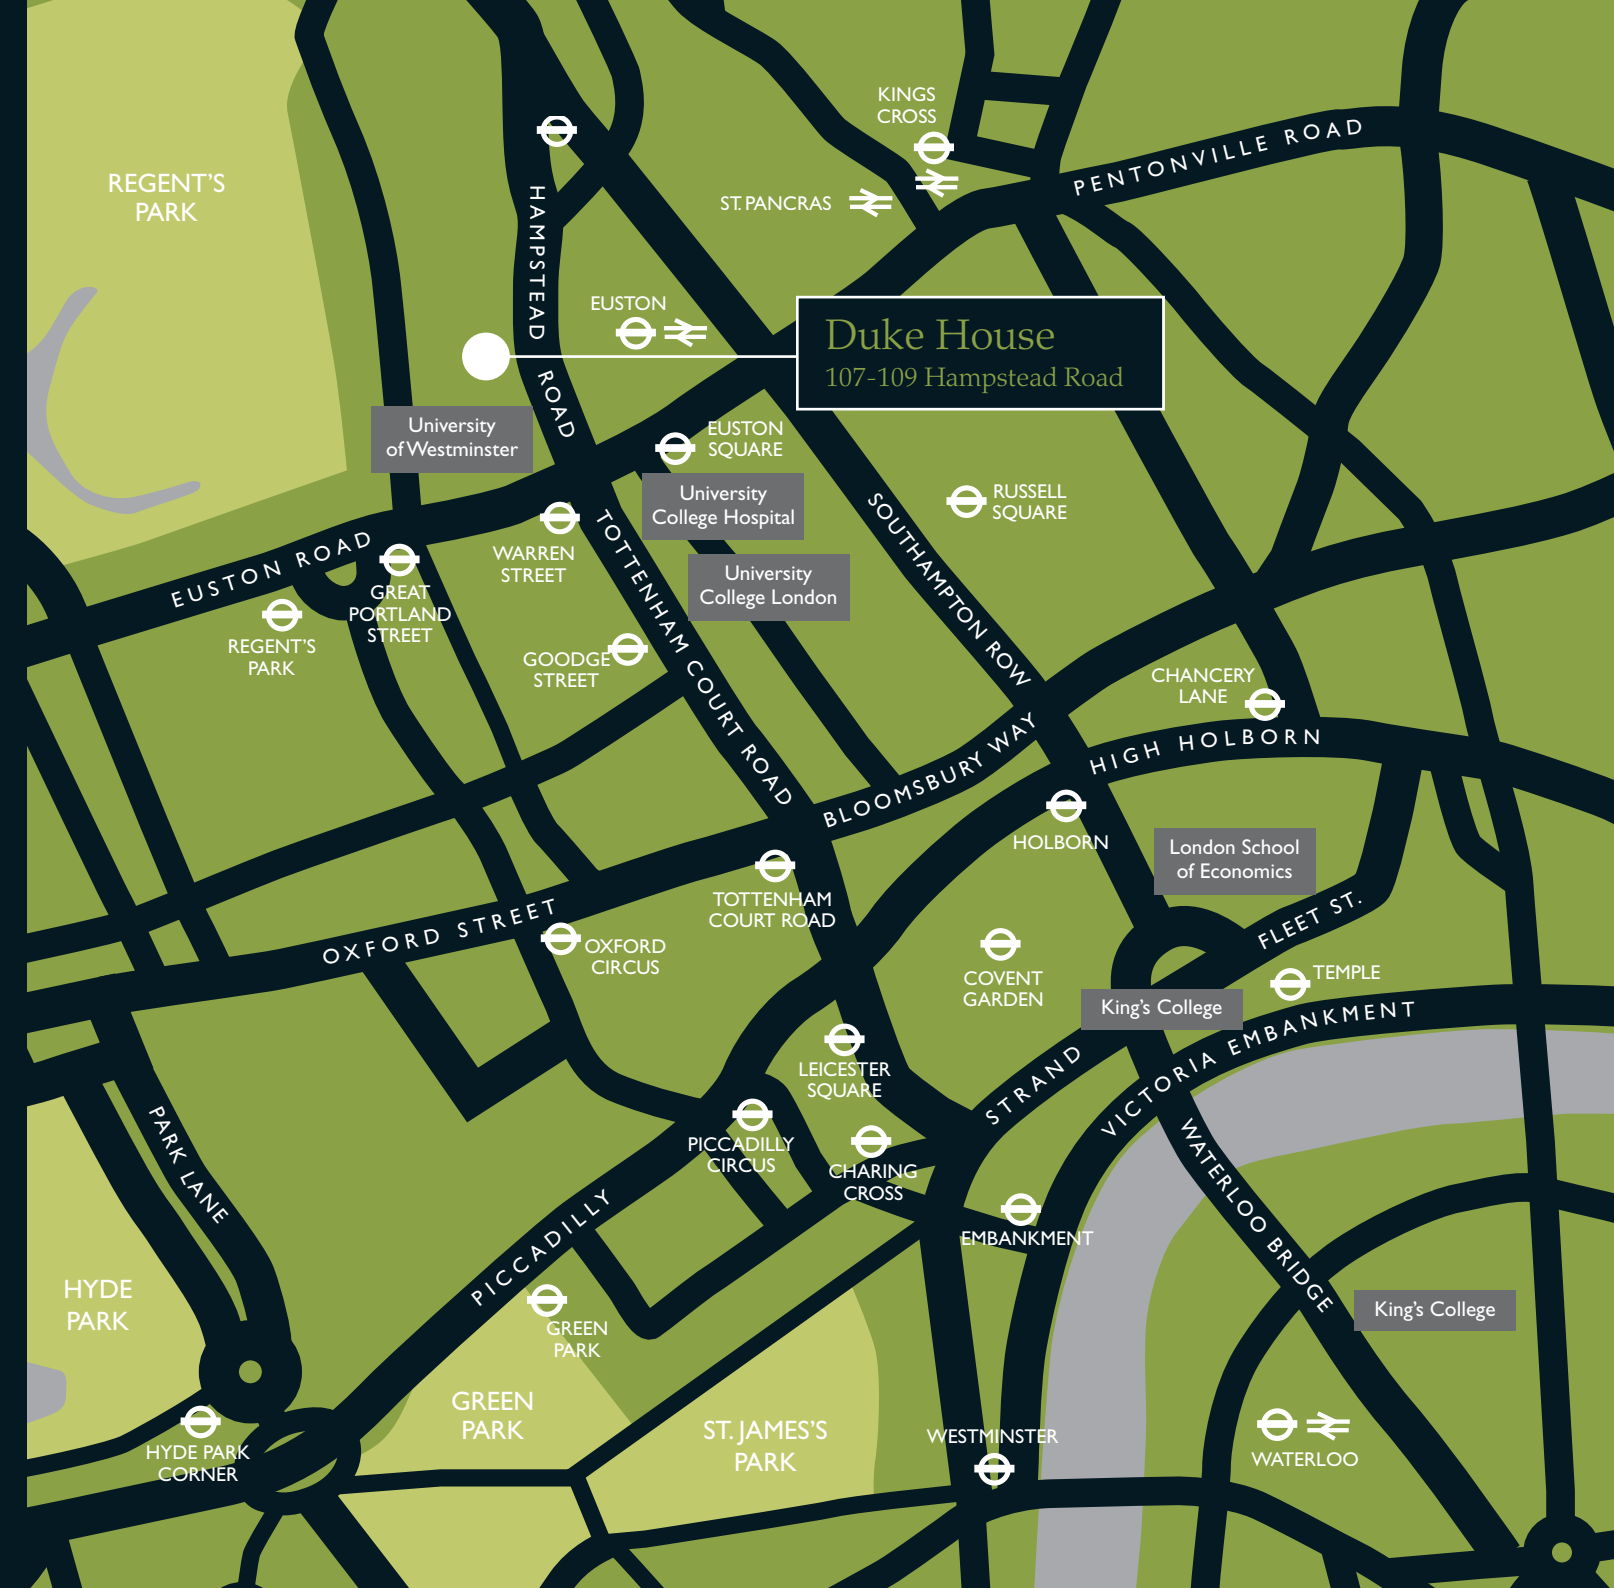 KINGS
CROSS
PENTONVILLE ROAD
REGENT'S
PARK
ST. PANCRAS
HAMPSTEAD
ROAD
EUSTON
Duke House
107-109 Hampstead Road
University
of Westminster
EUSTON
SQUARE
University
College Hospital
RUSSELL
SQUARE
SOUTHAMPTON ROW
EUSTON ROAD
WARREN
STREET
TOTTENHAM COURT ROAD
GREAT
PORTLAND
STREET
University
College London
REGENT'S
PARK
GOODGE
STREET
CHANCERY
LANE
BLOOMSBURY WAY
HIGH HOLBORN
HOLBORN
London School
of Economics
TOTTENHAM
COURT ROAD
OXFORD STREET
OXFORD
CIRCUS
FLEET ST.
COVENT
GARDEN
TEMPLE
King's College
VICTORIA EMBANKMENT
STRAND
LEICESTER
SQUARE
PARK LANE
PICCADILLY
CIRCUS
CHARING
CROSS
WATERLOO BRIDGE
PICCADILLY
EMBANKMENT
HYDE
PARK
King's College
GREEN
PARK
GREEN
PARK
ST. JAMES'S
PARK
WESTMINSTER
WATERLOO
HYDE PARK
CORNER